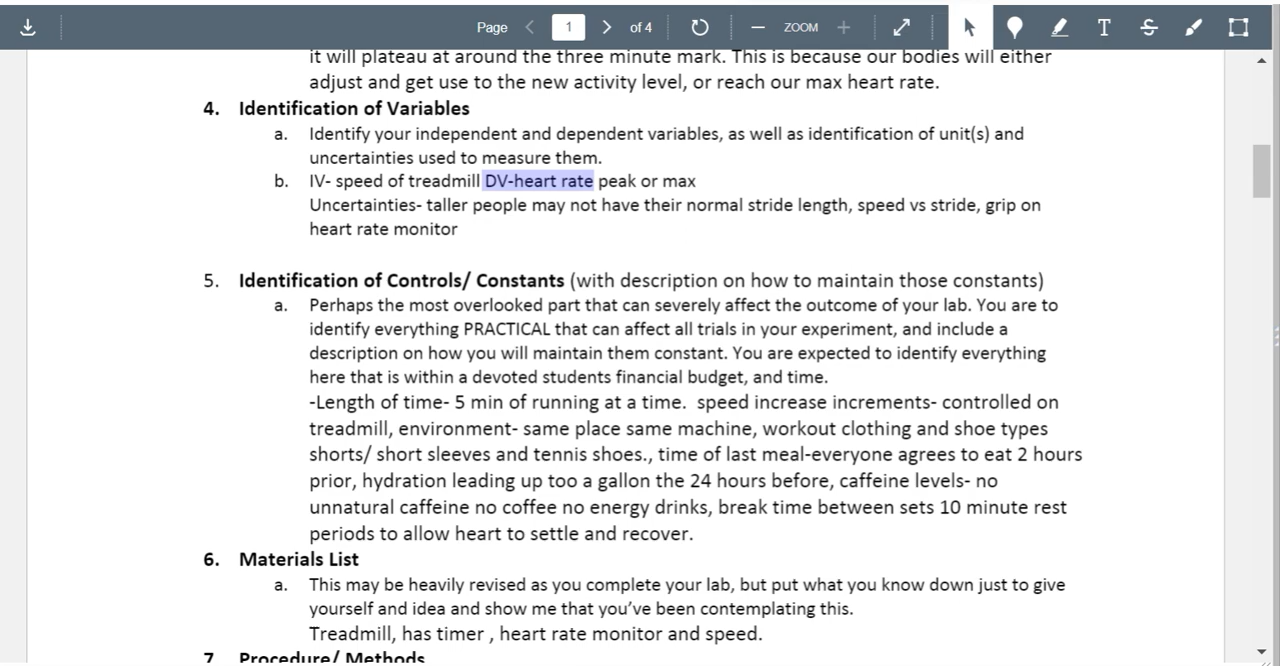 Page 1 of 4 ZOOM T S
it will plateau at around the three minute mark. This is because our bodies will either
adjust and get use to the new activity level, or reach our max heart rate.
4. Identification of Variables
a. Identify your independent and dependent variables, as well as identification of unit(s) and
uncertainties used to measure them.
b. IV- speed of treadmill DV-heart rate peak or max
Uncertainties- taller people may not have their normal stride length, speed vs stride, grip on
heart rate monitor
5. Identification of Controls/ Constants (with description on how to maintain those constants)
a. Perhaps the most overlooked part that can severely affect the outcome of your lab. You are to
identify everything PRACTICAL that can affect all trials in your experiment, and include a
description on how you will maintain them constant. You are expected to identify everything
here that is within a devoted students financial budget, and time.
-Length of time- 5 min of running at a time.  speed increase increments- controlled on
treadmill, environment- same place same machine, workout clothing and shoe types
shorts/ short sleeves and tennis shoes., time of last meal-everyone agrees to eat 2 hours
prior, hydration leading up too a gallon the 24 hours before, caffeine levels- no
unnatural caffeine no coffee no energy drinks, break time between sets 10 minute rest
periods to allow heart to settle and recover.
6. Materials List
a. This may be heavily revised as you complete your lab, but put what you know down just to give
yourself and idea and show me that you’ve been contemplating this.
Treadmill, has timer , heart rate monitor and speed.
7. Procedure/ Methods